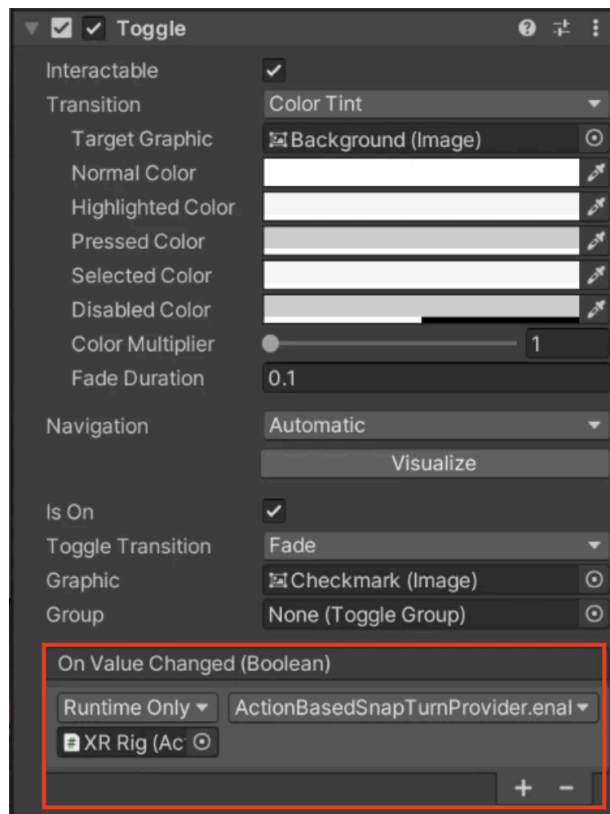 Toggle
Interactable
Transition Color Tint
Target Graphic Background (Image)
Normal Color
Highlighted Color
Pressed Color
Selected Color
Disabled Color
Color Multiplier 1
Fade Duration 0.1
Navigation Automatic
Visualize
Is On
Toggle Transition Fade
Graphic Checkmark (Image)
Group None (Toggle Group)
On Value Changed (Boolean)
Runtime Only ActionBasedSnapTurnProvider.enal
# XR Rig (Ac
+ -